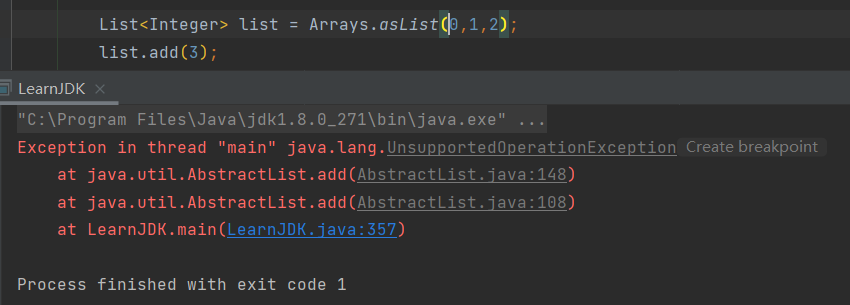 List<Integer> list = Arrays.asList(0,1,2);
list.add(3);
LearnJDK ×
"C:\Program Files\Java\jdk1.8.0_271\bin\java.exe" ...
Exception in thread "main" java.lang.UnsupportedOperationException Create breakpoint
    at java.util.AbstractList.add(AbstractList.java:148)
    at java.util.AbstractList.add(AbstractList.java:108)
    at LearnJDK.main(LearnJDK.java:357)
Process finished with exit code 1